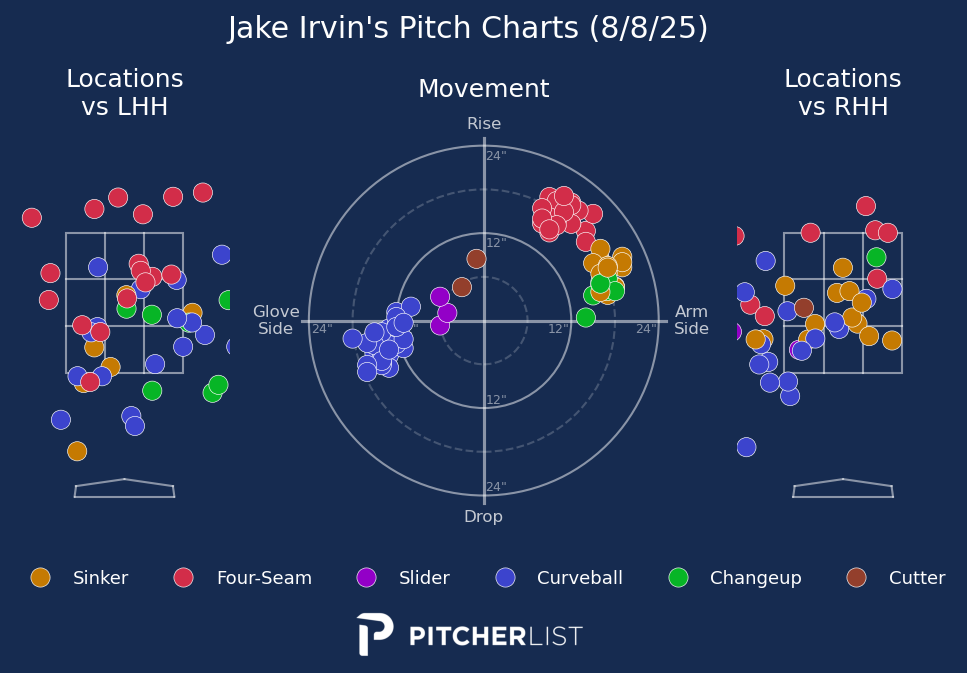 Jake Irvin's Pitch Charts (8/8/25)
Locations
vs LHH
Movement
Locations
vs RHH
Rise
24"
12"
Glove
Side
24"
12"
24"
Arm
Side
12"
24"
Drop
Sinker
Four-Seam
Slider
Curveball
Changeup
Cutter
PITCHERLIST